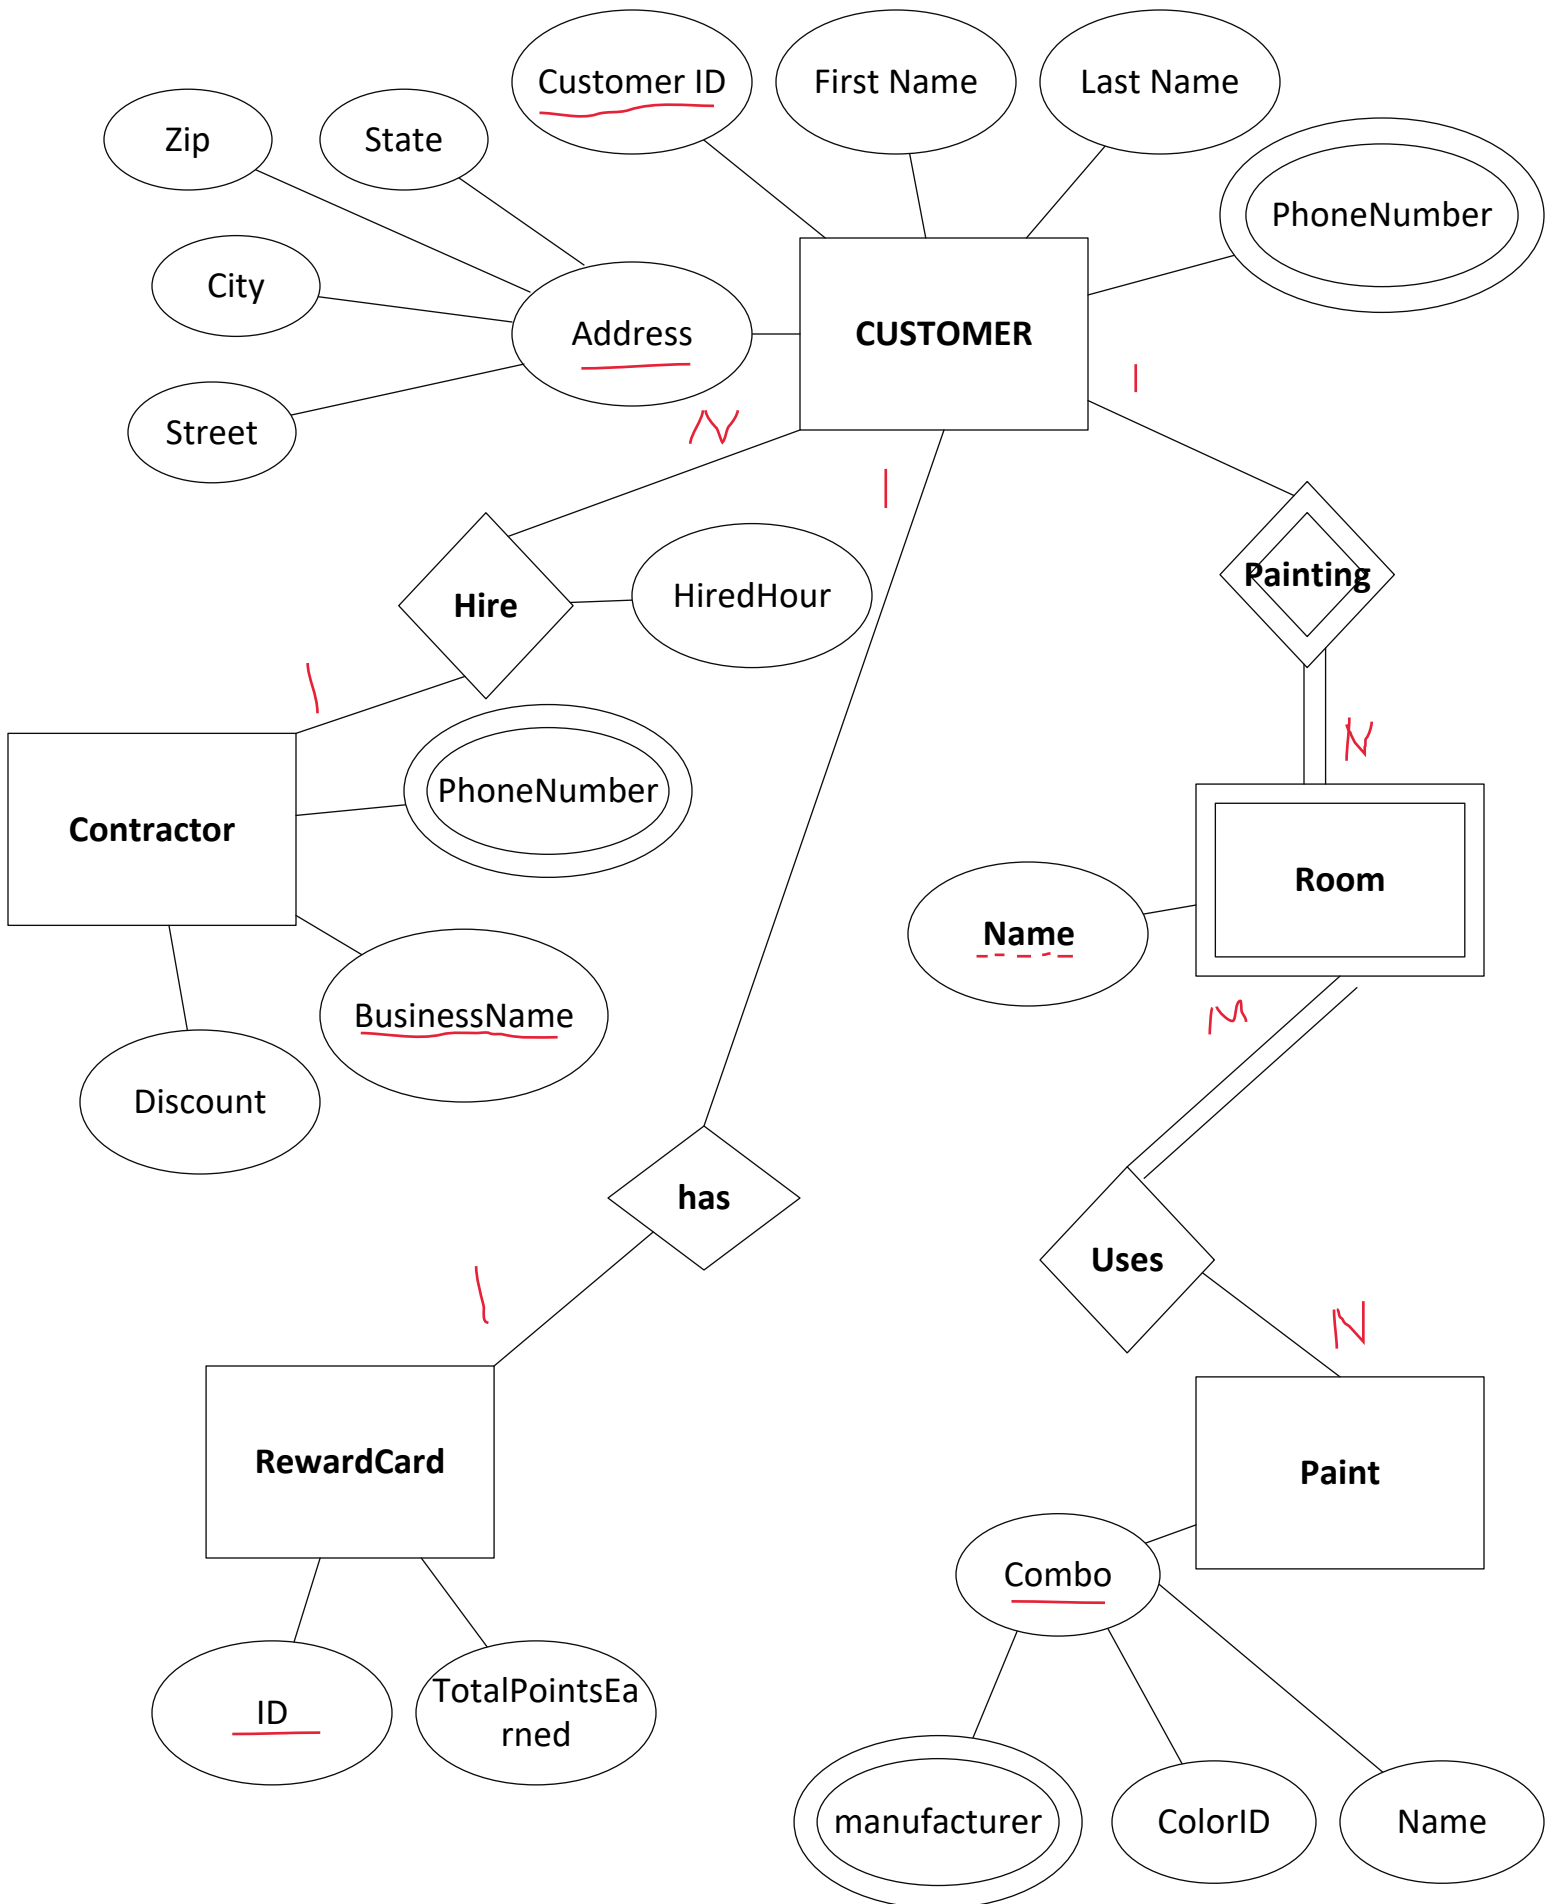 Customer ID
First Name
Last Name
Zip
State
PhoneNumber
City
Address
CUSTOMER
Street
1
N
1
Hire
HiredHour
Painting
1
N
PhoneNumber
Contractor
Room
Name
BusinessName
M
Discount
has
Uses
1
N
RewardCard
Paint
Combo
ID
TotalPointsEa
rned
manufacturer
ColorID
Name